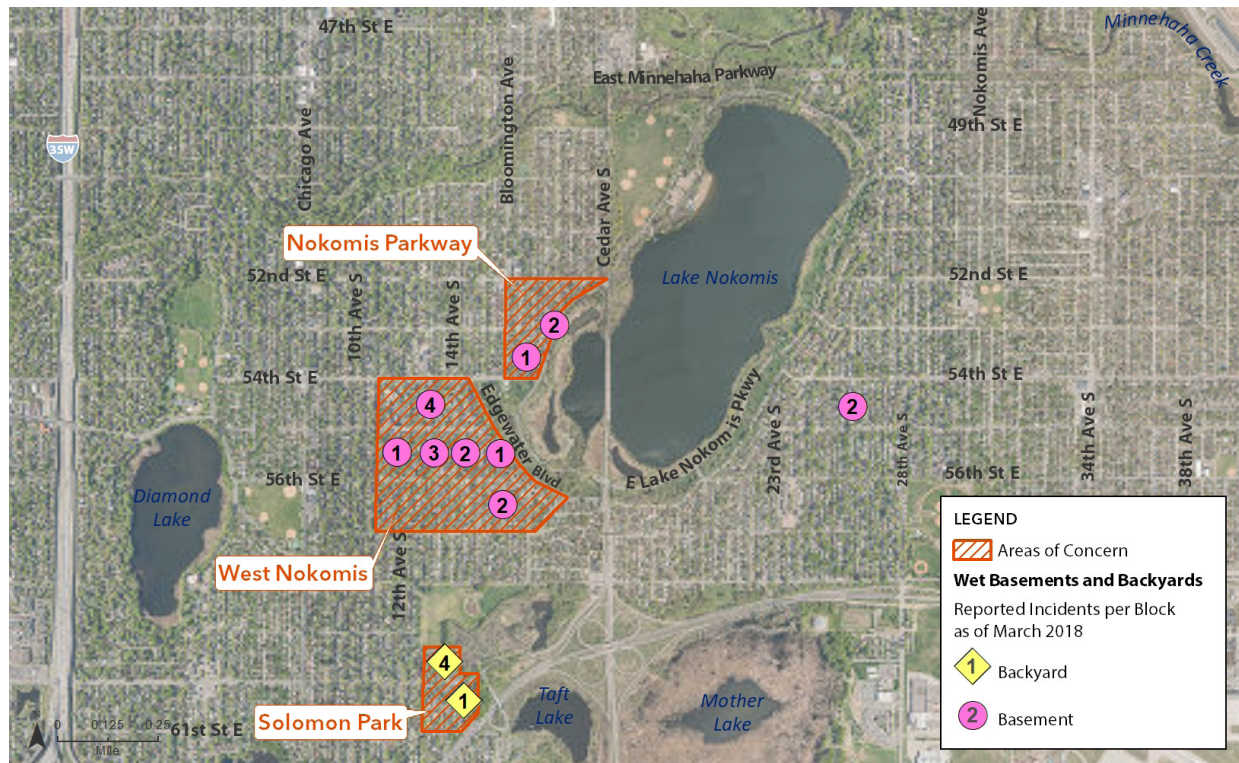 47th St E
Minnehaha
Creek
East Minnehaha Parkway
Nokomis Ave
Bloomington Ave
Chicago Ave
49th St E
35W
Cedar Ave S
Nokomis Parkway
52nd St E
Lake Nokomis
52nd St E
10th Ave S
14th Ave S
2
1
54th St E
54th St E
Edgewater Blvd
E Lake Nokomis Pkwy
4
2
23rd Ave S
28th Ave S
34th Ave S
38th Ave S
1
3
2
1
56th St E
56th St E
Diamond
Lake
2
West Nokomis
12th Ave S
LEGEND
Areas of Concern
Wet Basements and Backyards
Reported Incidents per Block
as of March 2018
1
Backyard
2
Basement
4
1
Solomon Park
Taft
Lake
Mother
Lake
N
0 0.125 0.25
Mile
61st St E